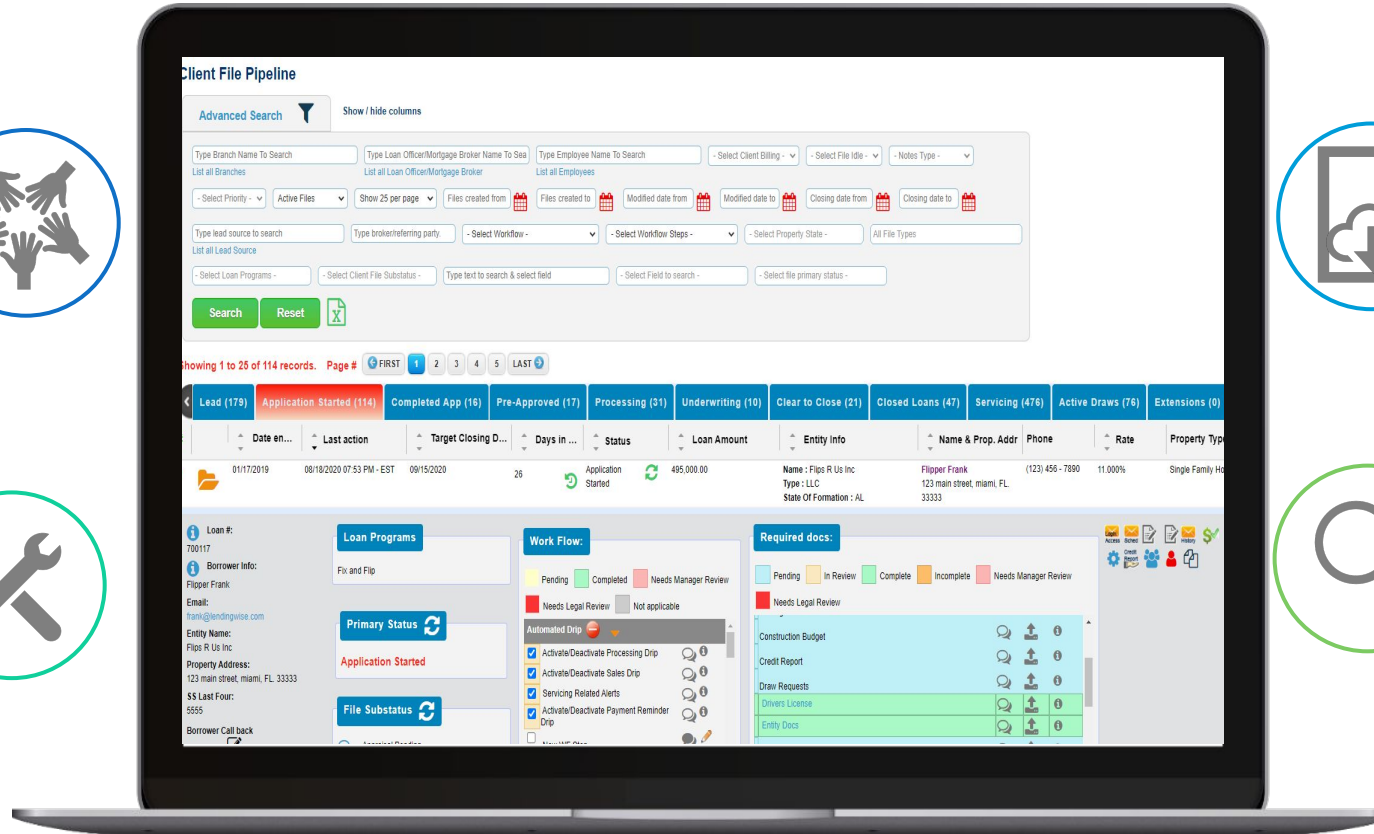 Client File Pipeline
Advanced Search
Show / hide columns
Type Branch Name To Search
Type Loan Officer/Mortgage Broker Name To Sea
Type Employee Name To Search
- Select Client Billing -
- Select File Idle -
- Notes Type -
List all Branches
List all Loan Officer/Mortgage Broker
List all Employees
- Select Priority -
Active Files
Show 25 per page
Files created from
Files created to
Modified date from
Modified date to
Closing date from
Closing date to
Type lead source to search
Type broker/referring party.
- Select Workflow -
- Select Workflow Steps -
- Select Property State -
All File Types
List all Lead Source
- Select Loan Programs -
- Select Client File Substatus -
Type text to search & select field
- Select Field to search -
- Select file primary status -
Search
Reset
X
Showing 1 to 25 of 114 records. Page #
FIRST
1
2
3
4
5
LAST
Lead (179)
Application Started (114)
Completed App (16)
Pre-Approved (17)
Processing (31)
Underwriting (10)
Clear to Close (21)
Closed Loans (47)
Servicing (476)
Active Draws (76)
Extensions (0)
Date en...
Last action
Target Closing D...
Days in ...
Status
Loan Amount
Entity Info
Name & Prop. Addr
Phone
Rate
Property Typ
01/17/2019
08/18/2020 07:53 PM - EST
09/15/2020
26
Application
Started
495,000.00
Name : Flips R Us Inc
Type : LLC
State Of Formation : AL
Flipper Frank
123 main street, miami, FL.
33333
(123) 456 - 7890
11.000%
Single Family Ho
Loan #:
700117
Borrower Info:
Flipper Frank
Email:
frank@lendingwise.com
Entity Name:
Flips R Us Inc
Property Address:
123 main street, miami, FL. 33333
SS Last Four:
5555
Borrower Call back
Loan Programs
Fix and Flip
Primary Status
Application Started
File Substatus
Appraisal Pending
Work Flow:
Pending
Completed
Needs Manager Review
Needs Legal Review
Not applicable
Automated Drip
Activate/Deactivate Processing Drip
Activate/Deactivate Sales Drip
Servicing Related Alerts
Activate/Deactivate Payment Reminder
Drip
New WF Step
Required docs:
Pending
In Review
Complete
Incomplete
Needs Manager Review
Needs Legal Review
Construction Budget
Credit Report
Draw Requests
Drivers License
Entity Docs
Login
Access
Sched
History
Credit
Report